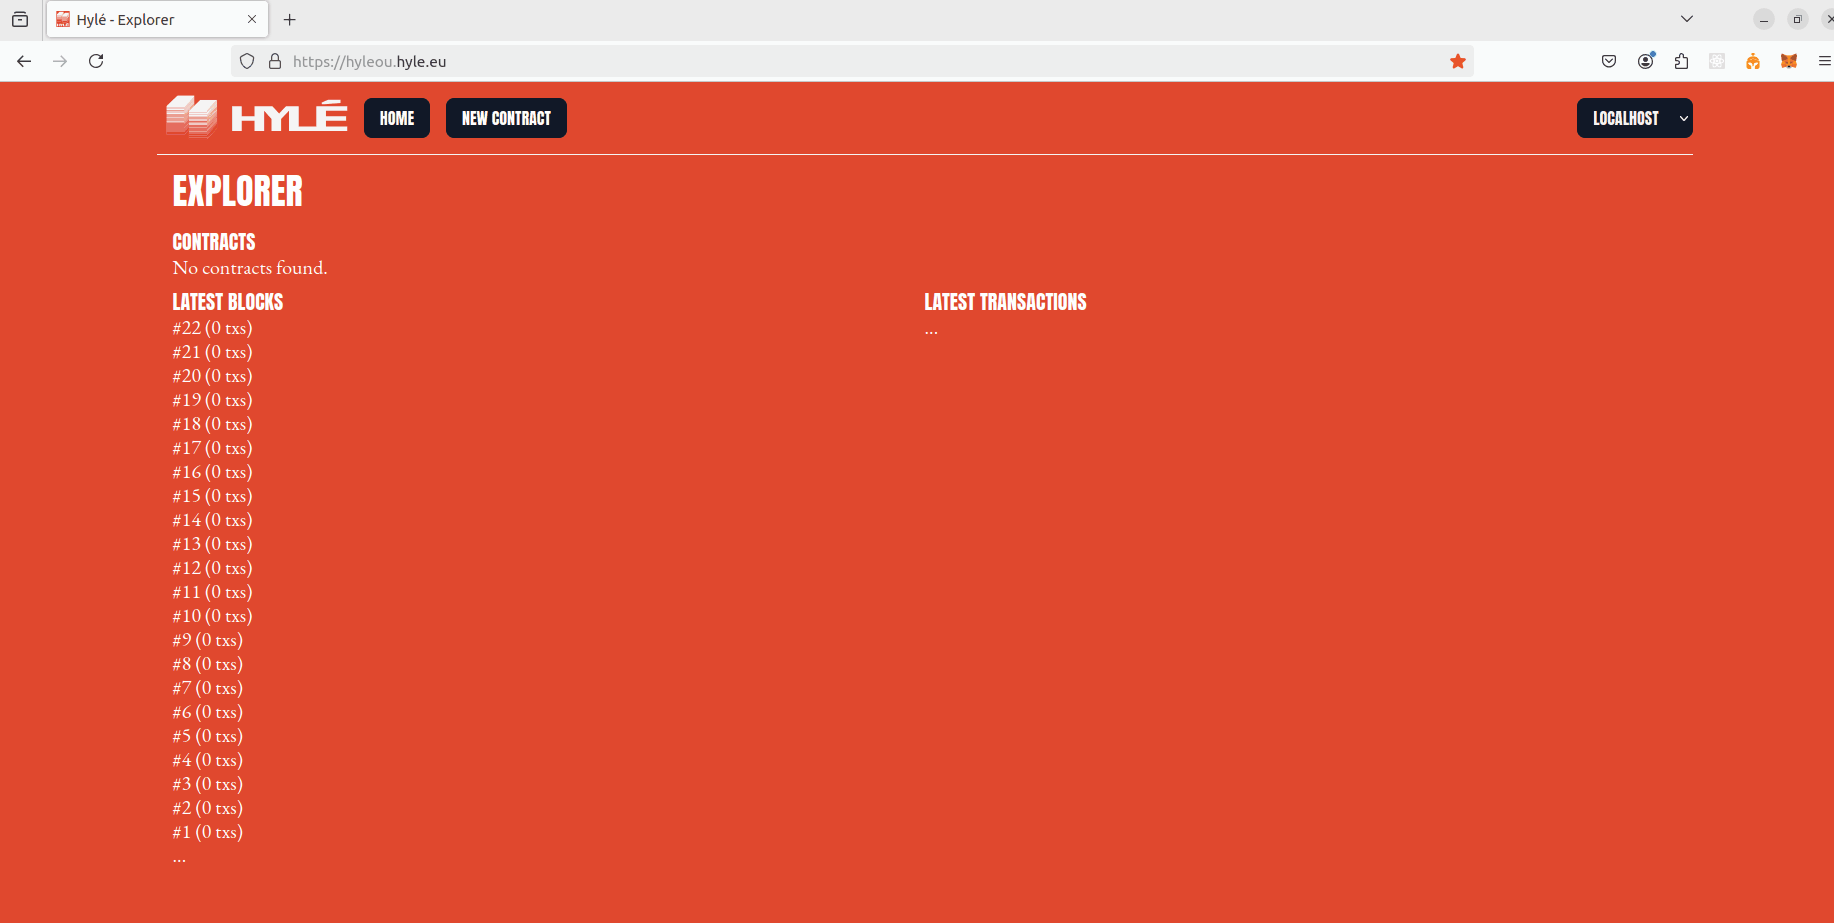 Hylé - Explorer
https://hyleou.hyle.eu
HYLÉ
HOME
NEW CONTRACT
LOCALHOST
EXPLORER
CONTRACTS
No contracts found.
LATEST BLOCKS
#22 (0 txs)
#21 (0 txs)
#20 (0 txs)
#19 (0 txs)
#18 (0 txs)
#17 (0 txs)
#16 (0 txs)
#15 (0 txs)
#14 (0 txs)
#13 (0 txs)
#12 (0 txs)
#11 (0 txs)
#10 (0 txs)
#9 (0 txs)
#8 (0 txs)
#7 (0 txs)
#6 (0 txs)
#5 (0 txs)
#4 (0 txs)
#3 (0 txs)
#2 (0 txs)
#1 (0 txs)
...
LATEST TRANSACTIONS
...